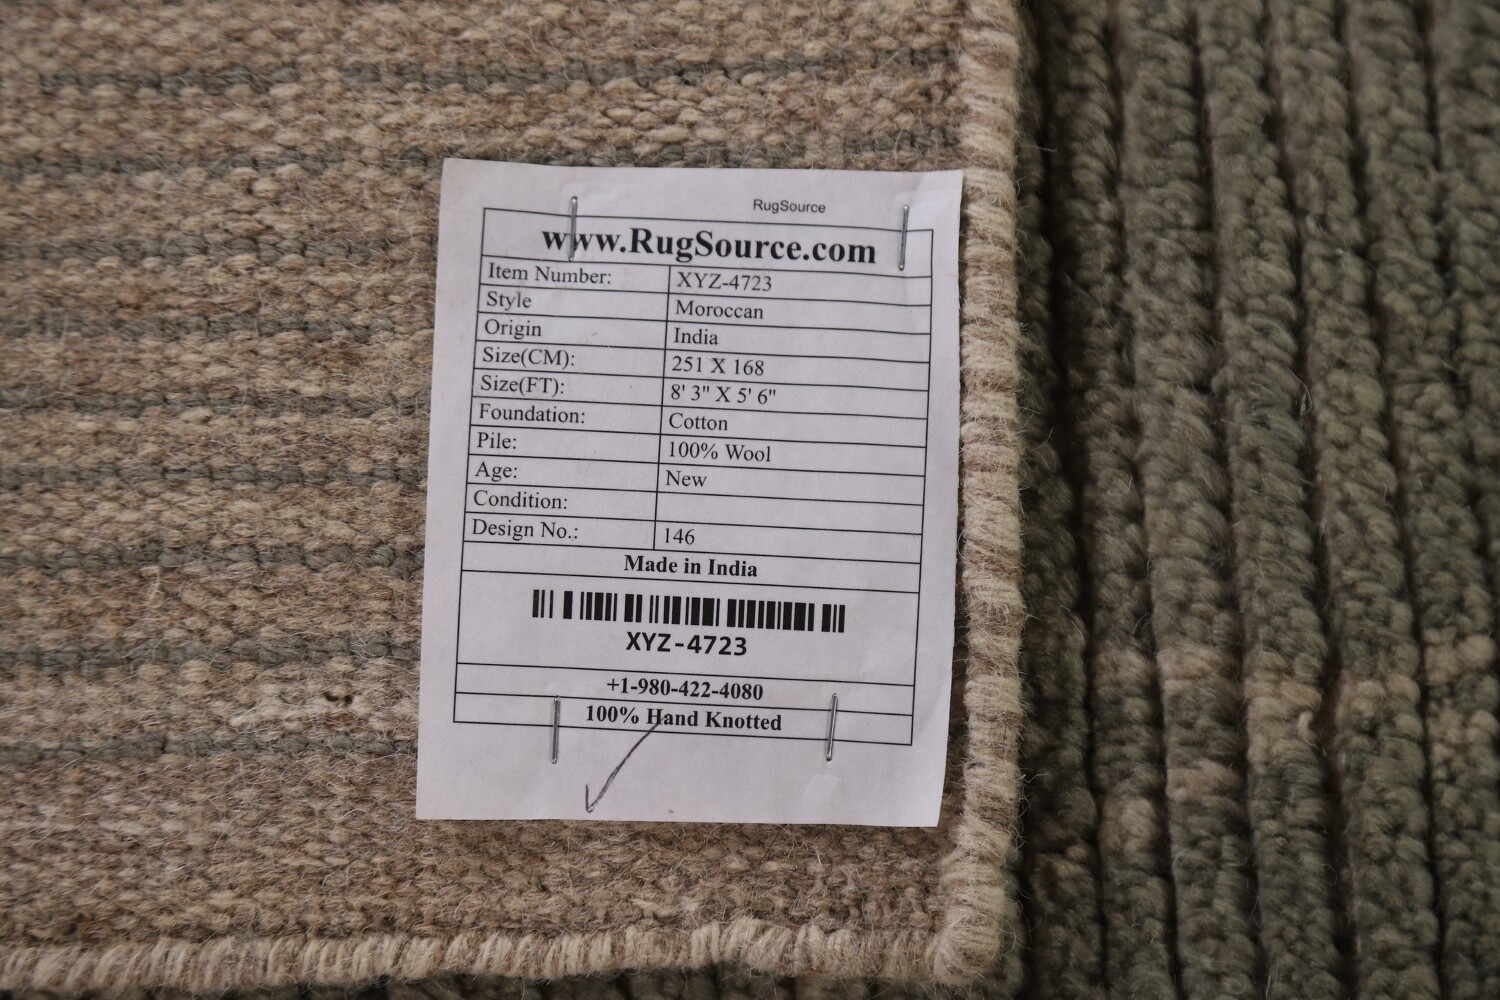 RugSource
www.RugSource.com
Item Number: XYZ-4723
Style Moroccan
Origin India
Size(CM): 251 X 168
Size(FT): 8' 3" X 5' 6"
Foundation: Cotton
Pile: 100% Wool
Age: New
Condition:
Design No.: 146
Made in India
XYZ-4723
+1-980-422-4080
100% Hand Knotted